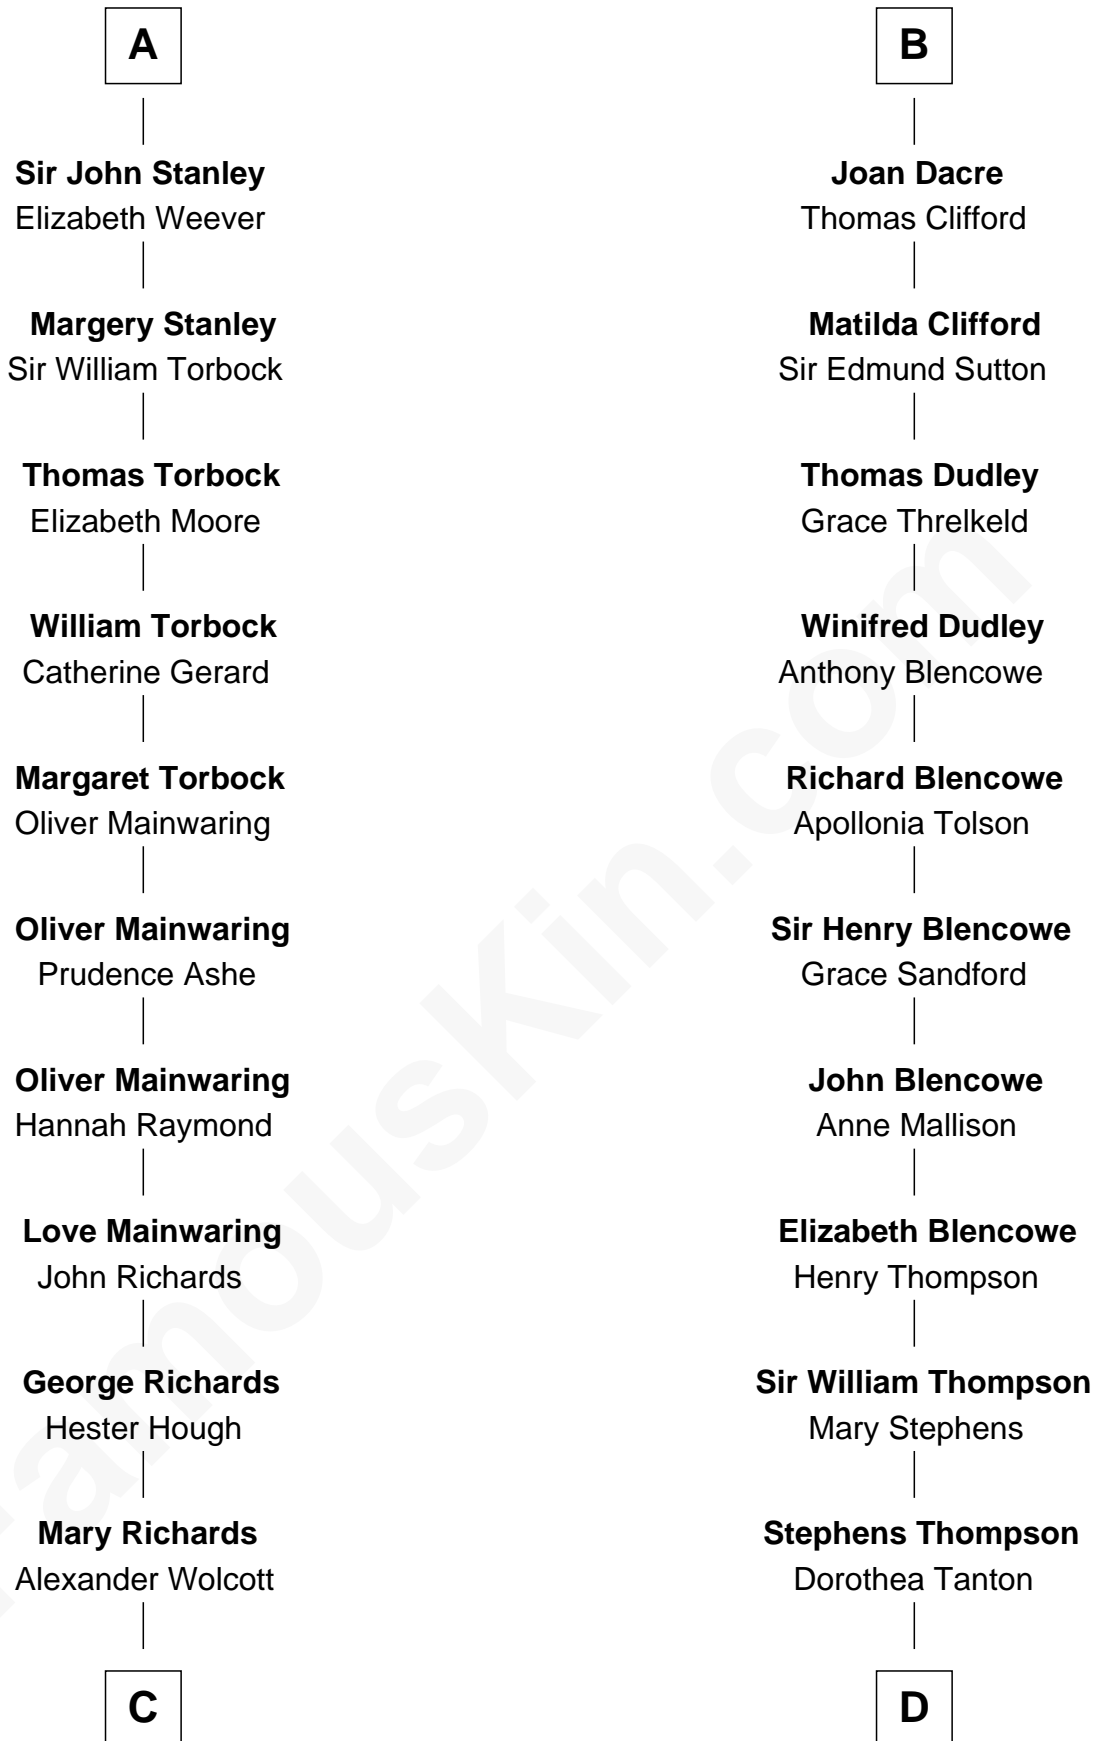 A
Sir John Stanley
Elizabeth Weever
Margery Stanley
Sir William Torbock
Thomas Torbock
Elizabeth Moore
William Torbock
Catherine Gerard
Margaret Torbock
Oliver Mainwaring
Oliver Mainwaring
Prudence Ashe
Oliver Mainwaring
Hannah Raymond
Love Mainwaring
John Richards
George Richards
Hester Hough
Mary Richards
Alexander Wolcott
C
B
Joan Dacre
Thomas Clifford
Matilda Clifford
Sir Edmund Sutton
Thomas Dudley
Grace Threlkeld
Winifred Dudley
Anthony Blencowe
Richard Blencowe
Apollonia Tolson
Sir Henry Blencowe
Grace Sandford
John Blencowe
Anne Mallison
Elizabeth Blencowe
Henry Thompson
Sir William Thompson
Mary Stephens
Stephens Thompson
Dorothea Tanton
D
FamousKin.com